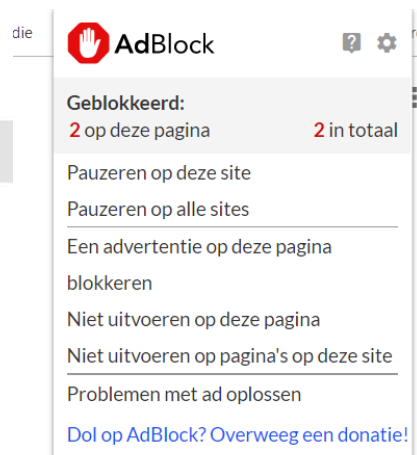 die
AdBlock
Geblokkeerd:
2 op deze pagina 2 in totaal
Pauzeren op deze site
Pauzeren op alle sites
Een advertentie op deze pagina
blokkeren
Niet uitvoeren op deze pagina
Niet uitvoeren op pagina's op deze site
Problemen met ad oplossen
Dol op AdBlock? Overweeg een donatie!